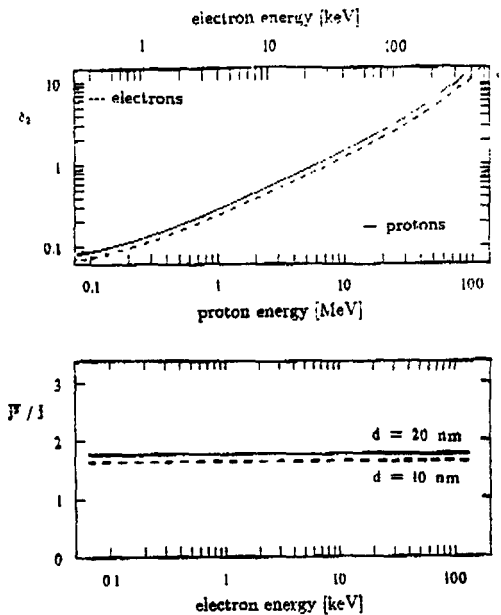 electron energy [keV]
1 10 100
10
--- electrons
1
— protons
0.1
0.1 1 10 100
proton energy [MeV]
3
d = 20 nm
2
d = 10 nm
1
0
0.1 1 10 100
electron energy [keV]